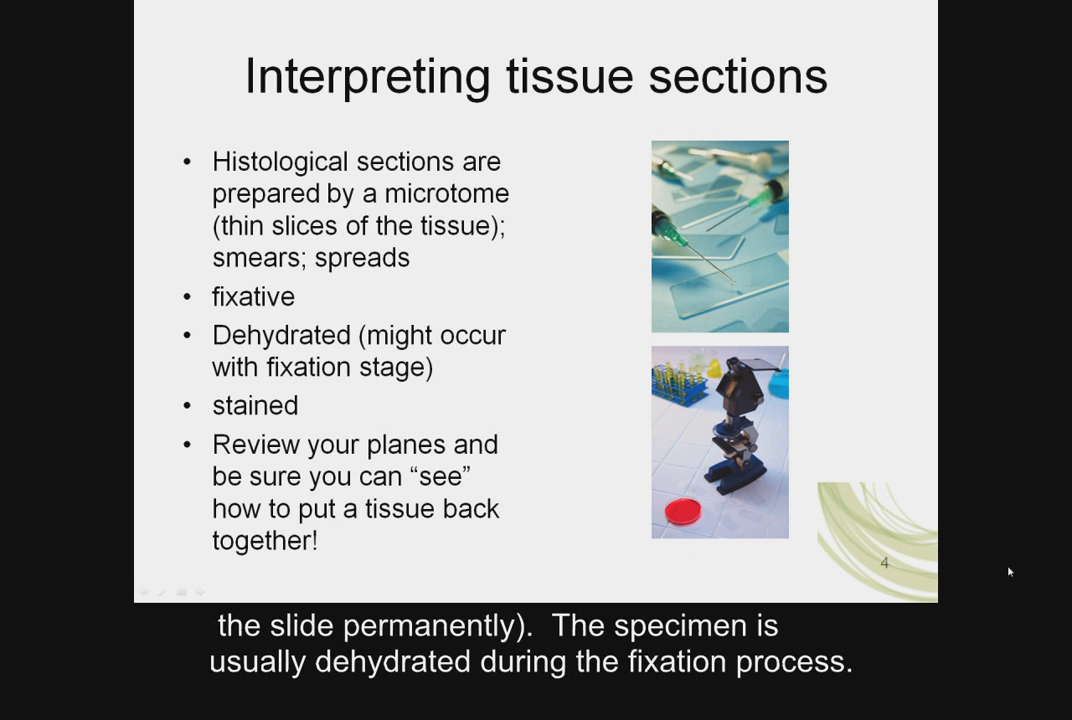 Interpreting tissue sections
• Histological sections are
prepared by a microtome
(thin slices of the tissue);
smears; spreads
• fixative
• Dehydrated (might occur
with fixation stage)
• stained
• Review your planes and
be sure you can “see”
how to put a tissue back
together!
4
the slide permanently).  The specimen is
usually dehydrated during the fixation process.